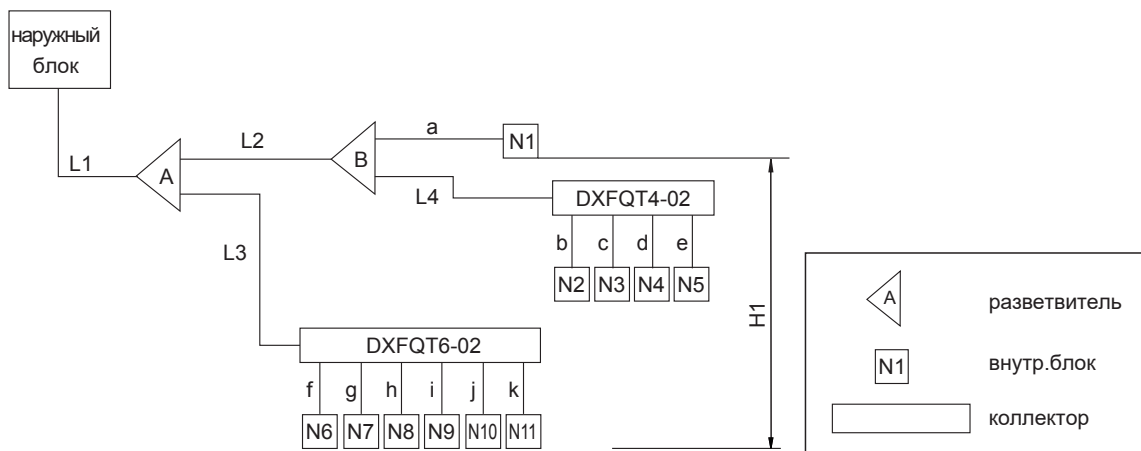 наружный
блок
L1
A
L2
B
a
N1
L4
DXFQT4-02
b
c
d
e
N2
N3
N4
N5
L3
DXFQT6-02
f
g
h
i
j
k
N6
N7
N8
N9
N10
N11
H1
A
разветвитель
N1
внутр.блок
коллектор